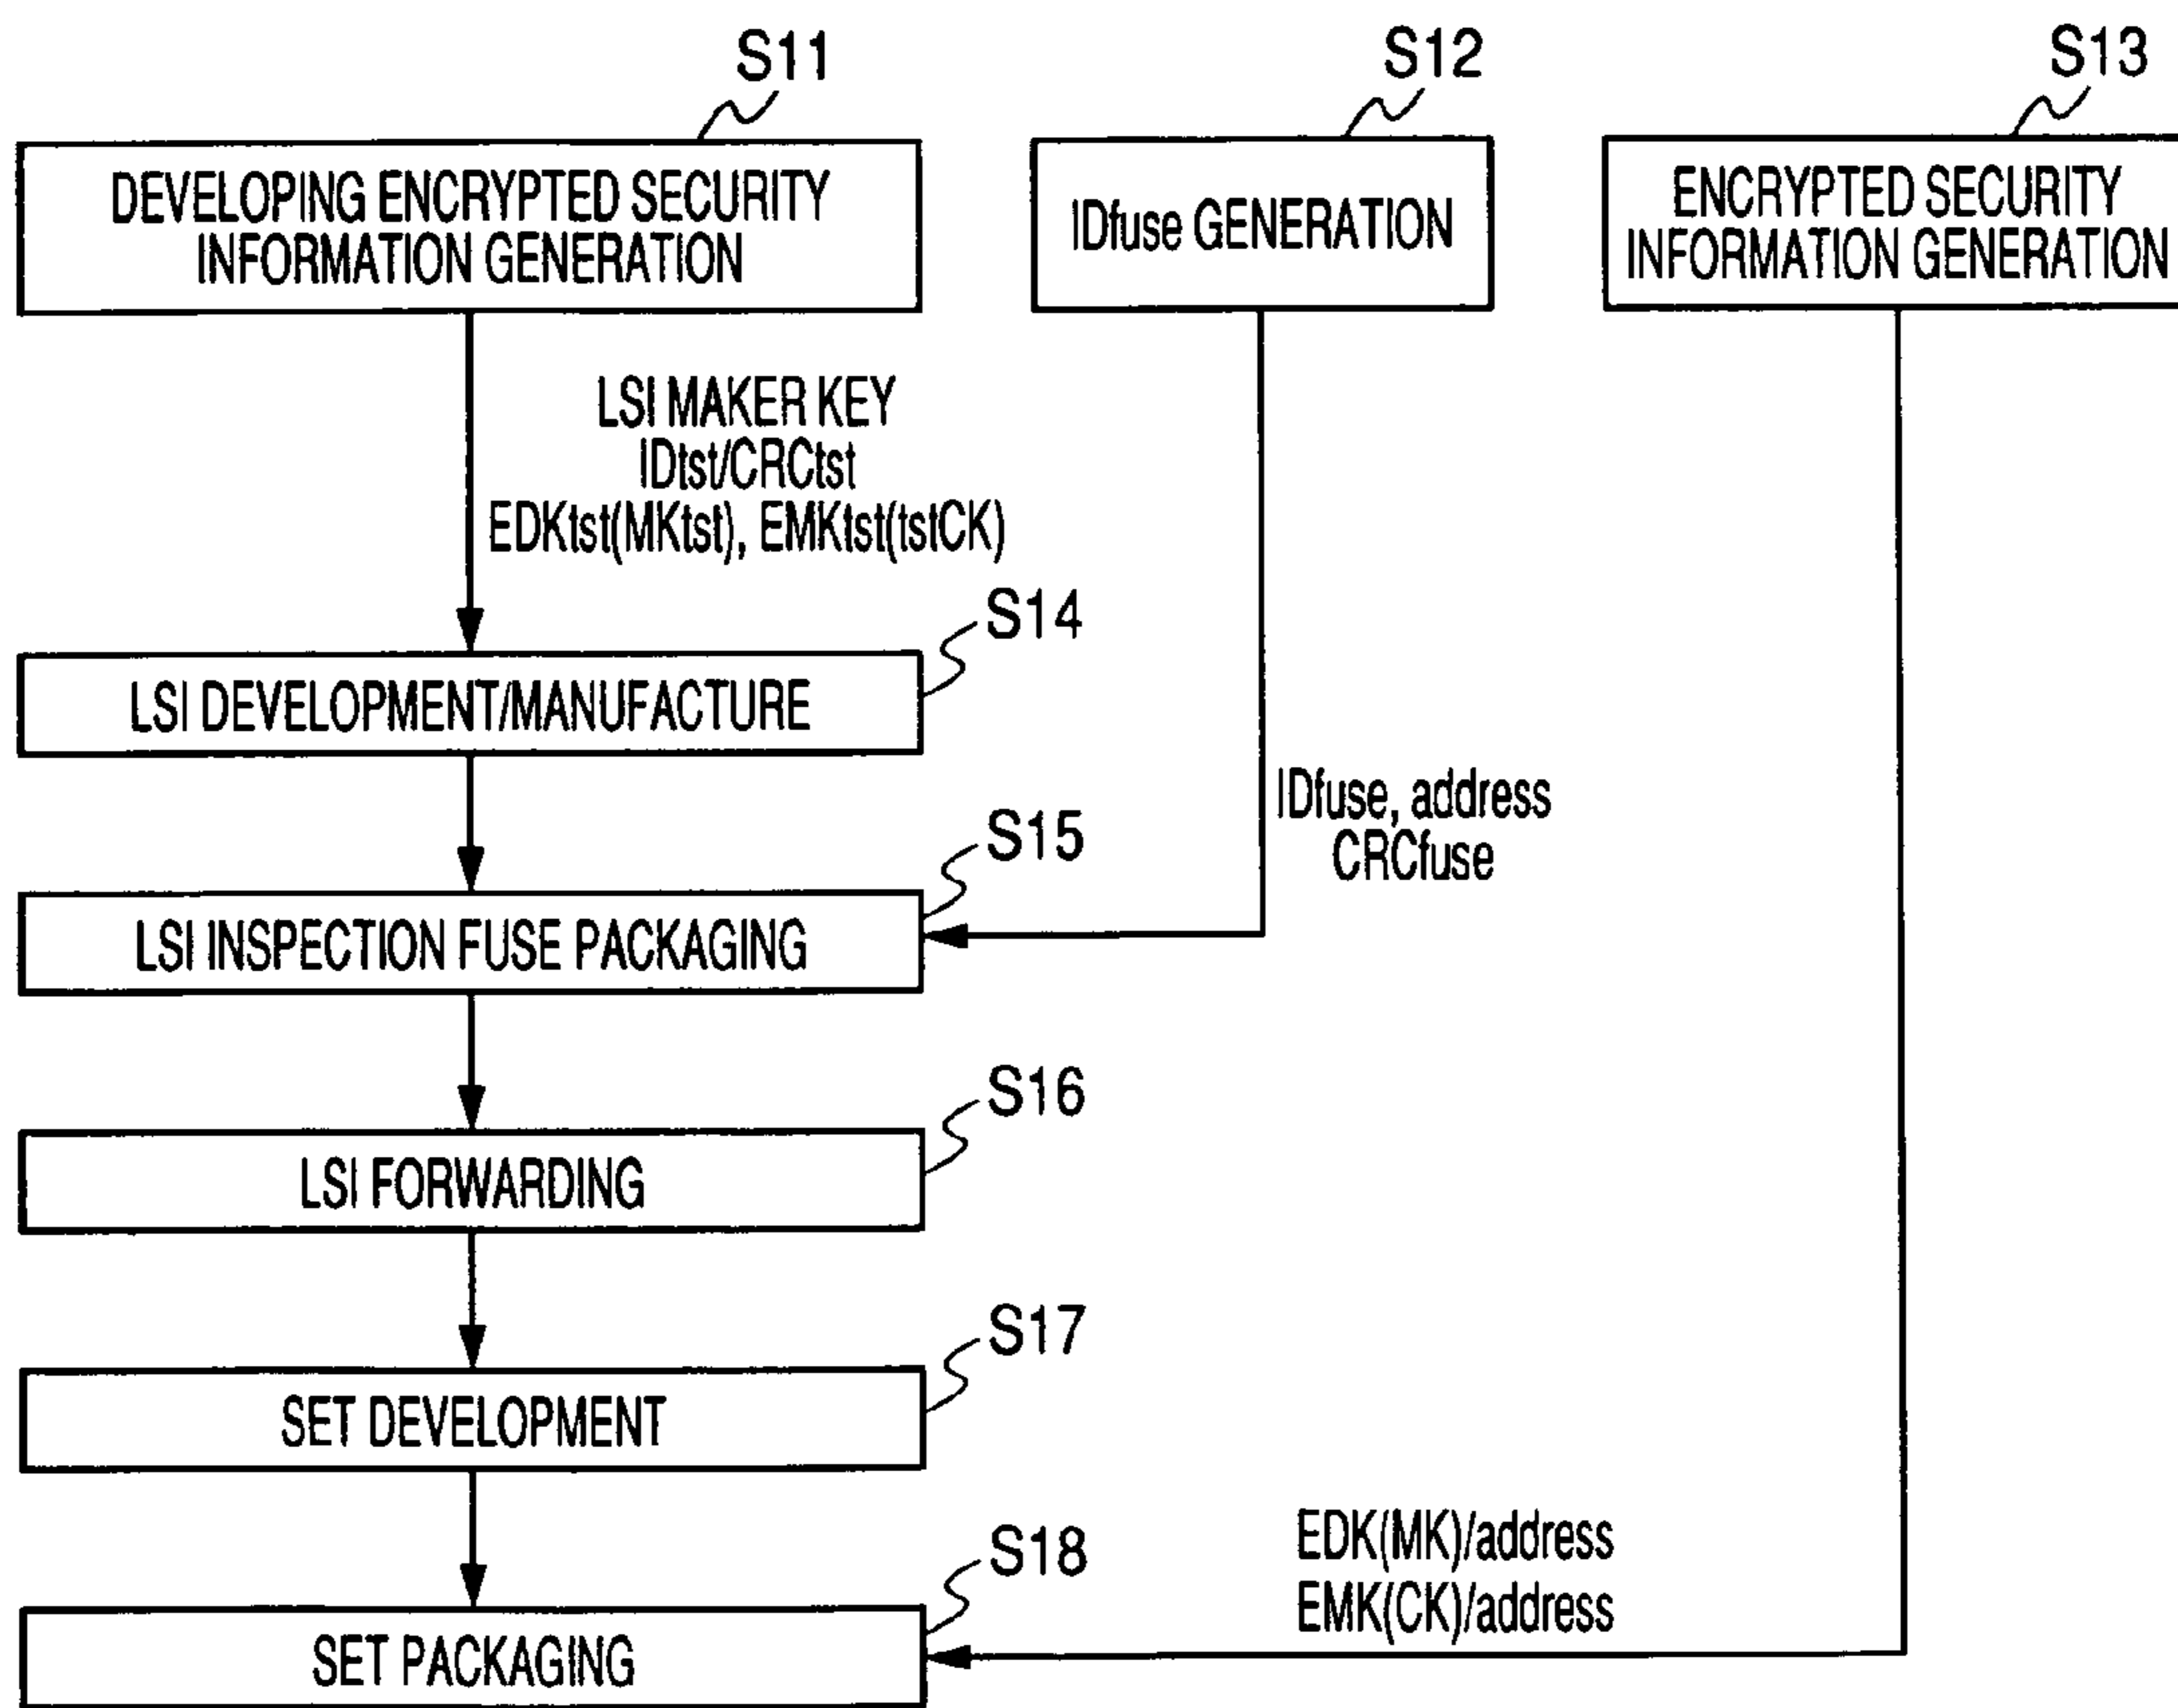 S11
S12
S13
DEVELOPING ENCRYPTED SECURITY
INFORMATION GENERATION
IDfuse GENERATION
ENCRYPTED SECURITY
INFORMATION GENERATION
LSI MAKER KEY
IDtst/CRCtst
EDKtst(MKtst), EMKtst(tstCK)
S14
LSI DEVELOPMENT/MANUFACTURE
IDfuse, address
CRCfuse
S15
LSI INSPECTION FUSE PACKAGING
S16
LSI FORWARDING
S17
SET DEVELOPMENT
EDK(MK)/address
EMK(CK)/address
S18
SET PACKAGING